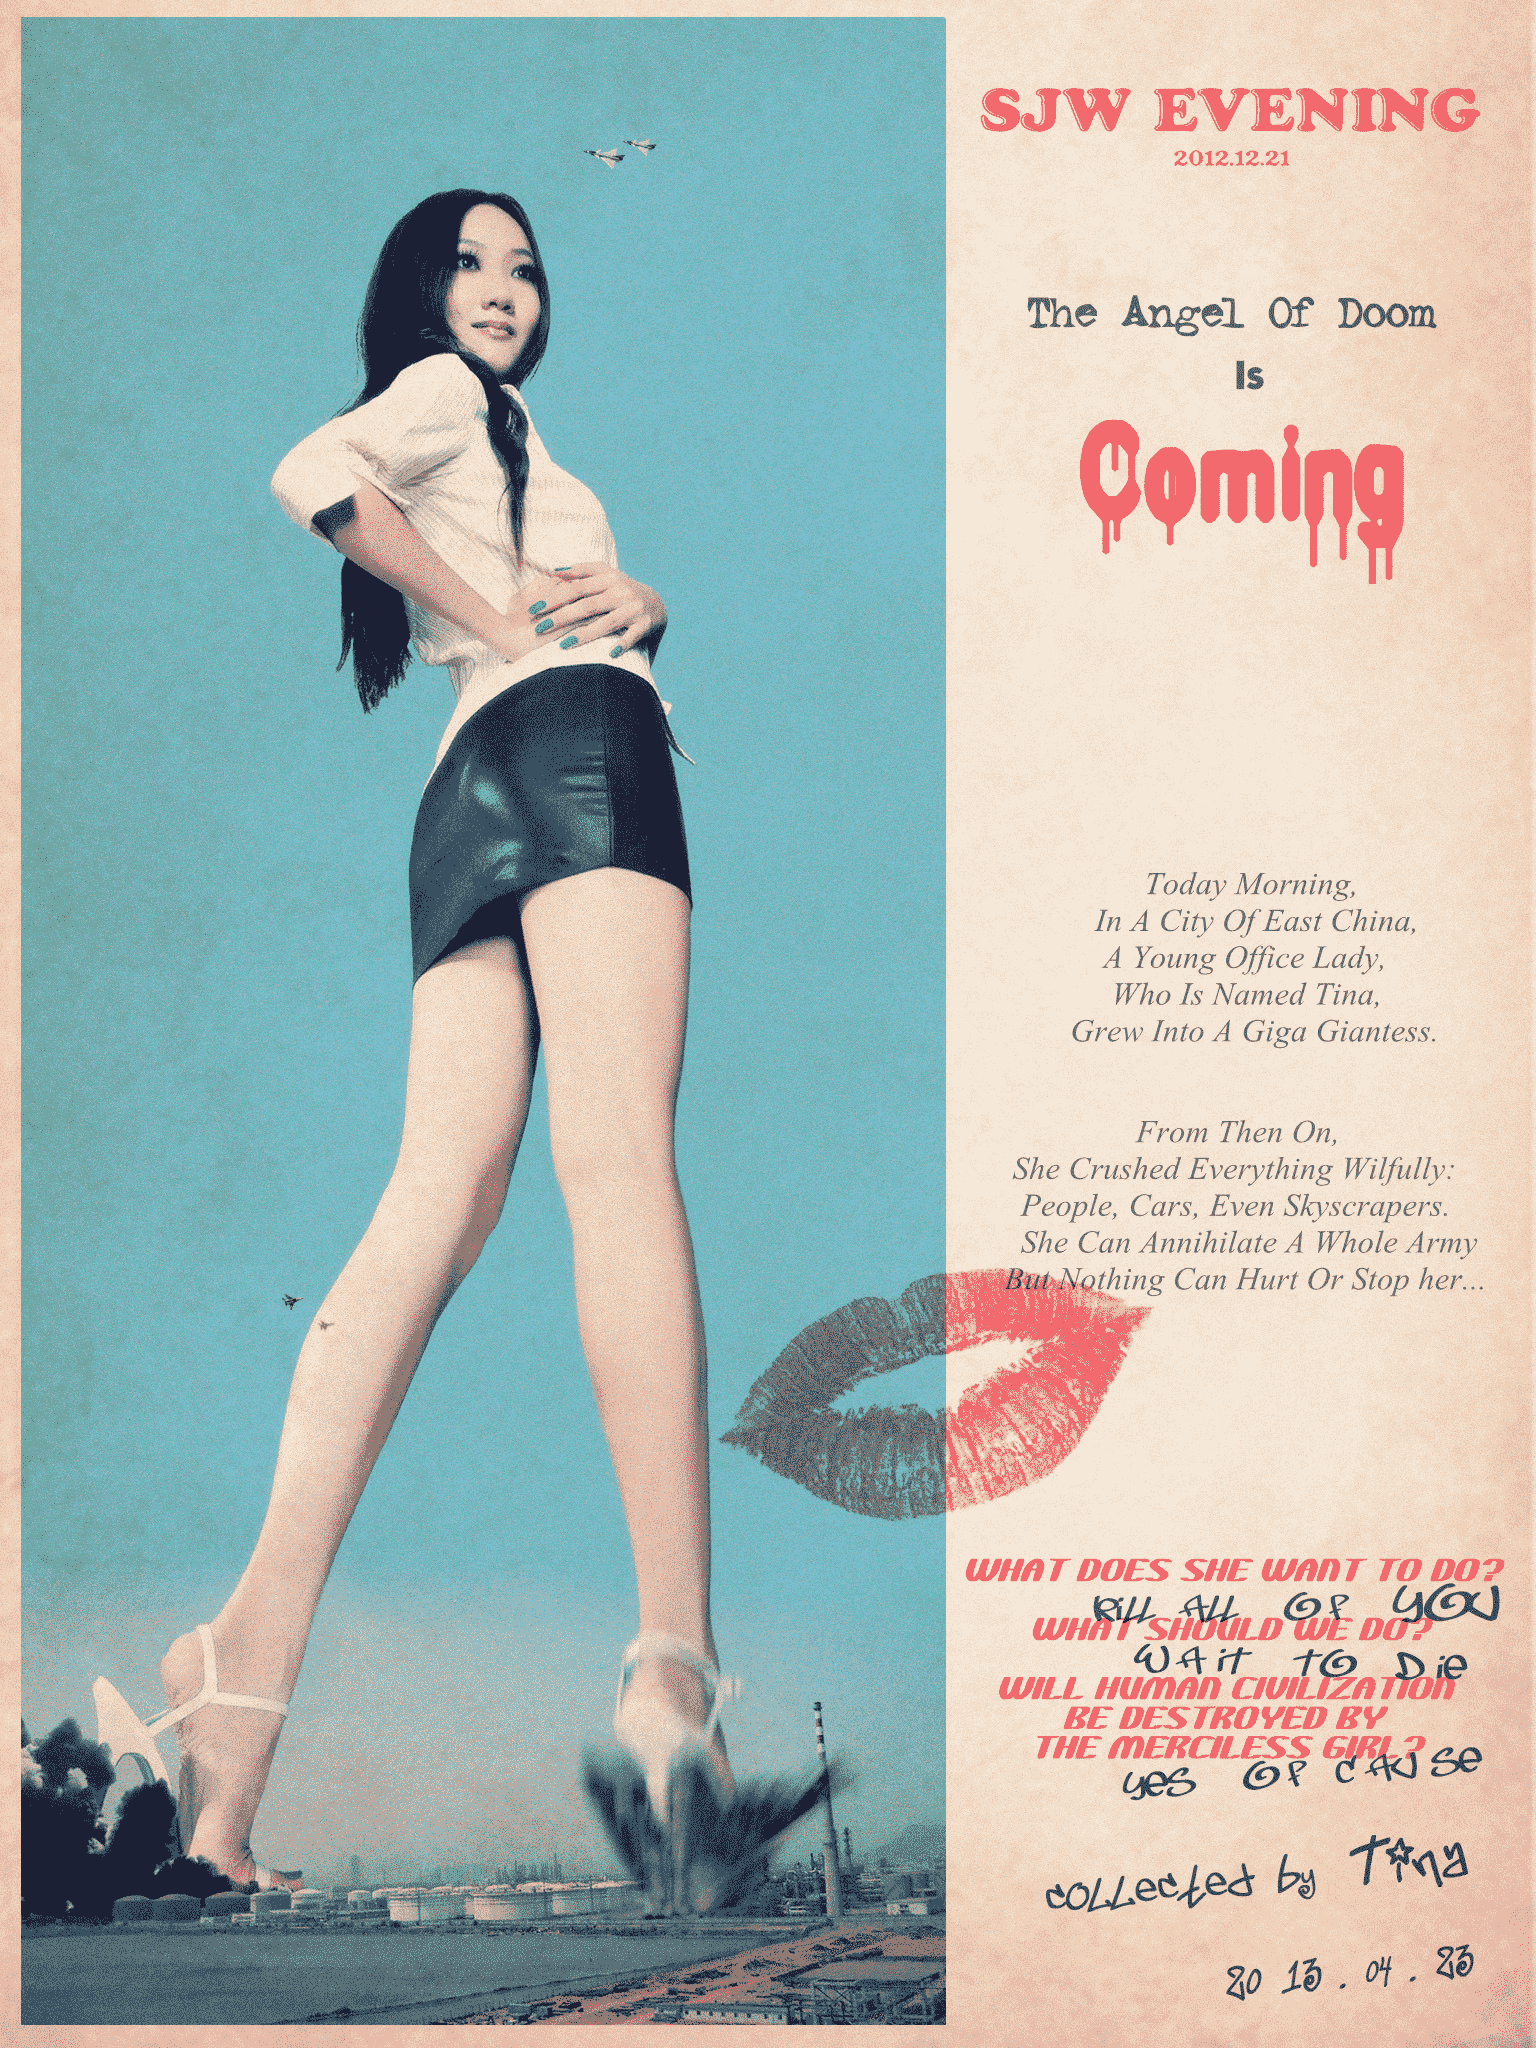 SJW EVENING
2012.12.21
The Angel Of Doom
Is
Coming
Today Morning,
In A City Of East China,
A Young Office Lady,
Who Is Named Tina,
Grew Into A Giga Giantess.
From Then On,
She Crushed Everything Wilfully:
People, Cars, Even Skyscrapers.
She Can Annihilate A Whole Army
But Nothing Can Hurt Or Stop her...
WHAT DOES SHE WANT TO DO?
Kill All Of You
WHAT SHOULD WE DO?
Wait To Die
WILL HUMAN CIVILIZATION
BE DESTROYED BY
THE MERCILESS GIRL?
Yes Of Cause
collected by Tina
2013.04.23